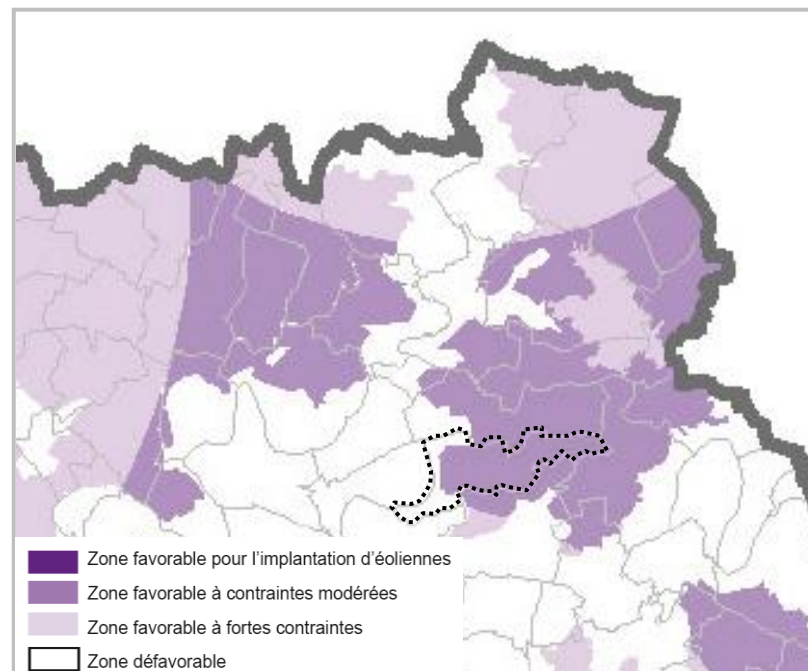 Zone favorable pour l'implantation d'éoliennes
Zone favorable à contraintes modérées
Zone favorable à fortes contraintes
Zone défavorable